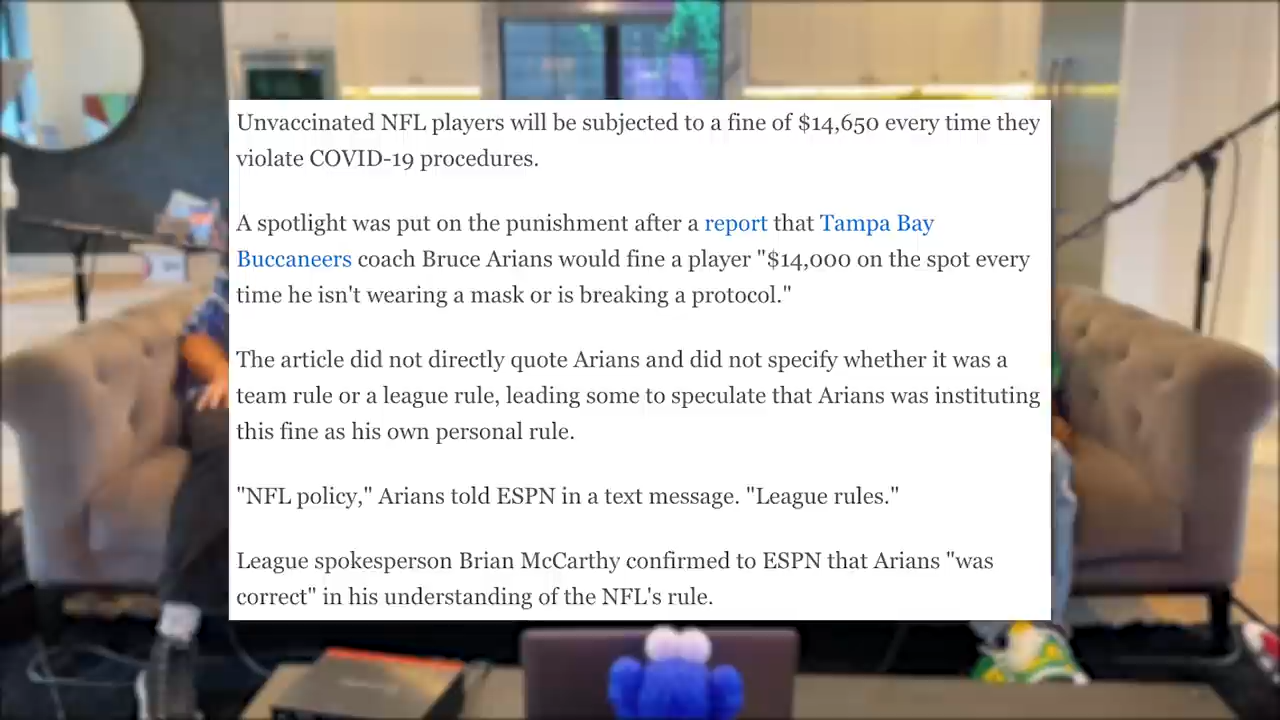 Unvaccinated NFL players will be subjected to a fine of $14,650 every time they
violate COVID-19 procedures.
A spotlight was put on the punishment after a report that Tampa Bay
Buccaneers coach Bruce Arians would fine a player "$14,000 on the spot every
time he isn't wearing a mask or is breaking a protocol."
The article did not directly quote Arians and did not specify whether it was a
team rule or a league rule, leading some to speculate that Arians was instituting
this fine as his own personal rule.
"NFL policy," Arians told ESPN in a text message. "League rules."
League spokesperson Brian McCarthy confirmed to ESPN that Arians "was
correct" in his understanding of the NFL's rule.